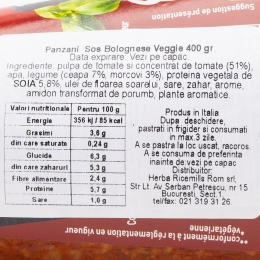 Suggestion de présentation
Panzani Sos Bolognese Veggie 400 gr
Data expirare: Vezi pe capac.
Ingrediente: pulpa de tomate si concentrat de tomate (51%),
apa, legume (ceapa 7%, morcovi 3%), proteina vegetala de
SOIA 5,8%, ulei de floarea soarelui, sare, zahar, arome,
amidon transformat de porumb, plante aromatice.
Valori nutritionale Pentru 100 g
Energie 356 kj / 85 kcal
Grasimi 3,6 g
din care saturate 0,24 g
Glucide 6,3 g
din care zaharuri 5,3 g
Fibre alimentare 2,4 g
Proteine 5,7 g
Sare 1,0 g
Produs in Italia.
Dupa deschidere,
pastrati in frigider si consumati
in max.3 zile.
A se pastra la loc uscat, racoros.
A se consuma de preferinta
inainte de:vezi pe capac
Distribuitor:
Herba Ricemills Rom srl,
Str Lt. Av Serban Petrescu, nr 15
Bucuresti, Sect.1,
tel/fax: 021 319 31 26.
*végétarienne
**conformément à la réglementation en vigueur